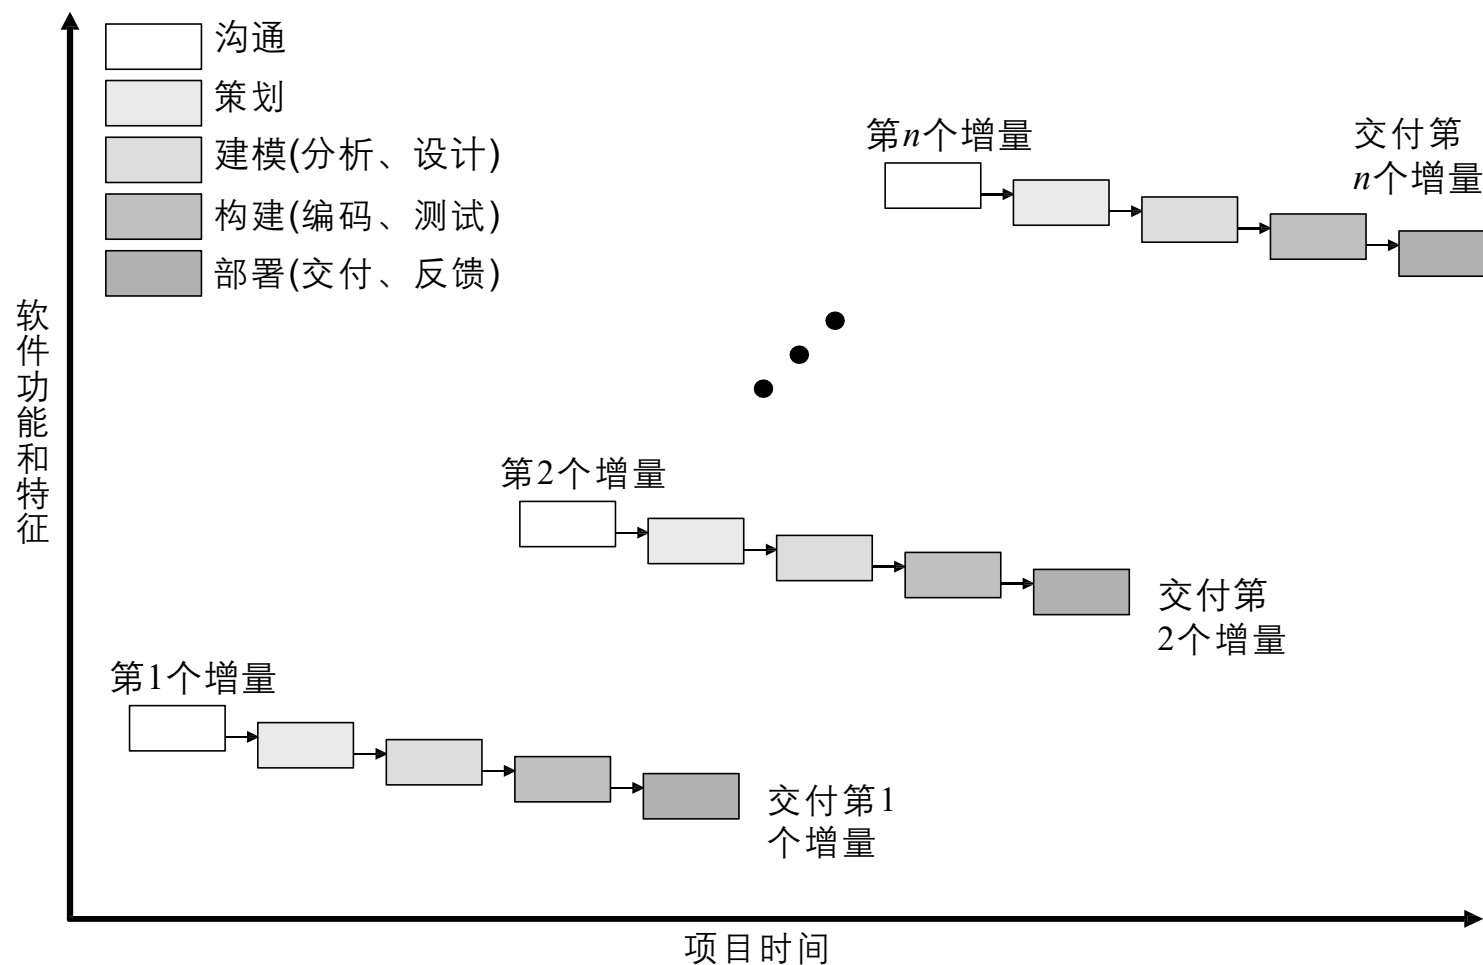 沟通
策划
建模(分析、设计)
构建(编码、测试)
部署(交付、反馈)
第n个增量
交付第
n个增量
软件功能和特征
第2个增量
交付第
2个增量
第1个增量
交付第1
个增量
项目时间